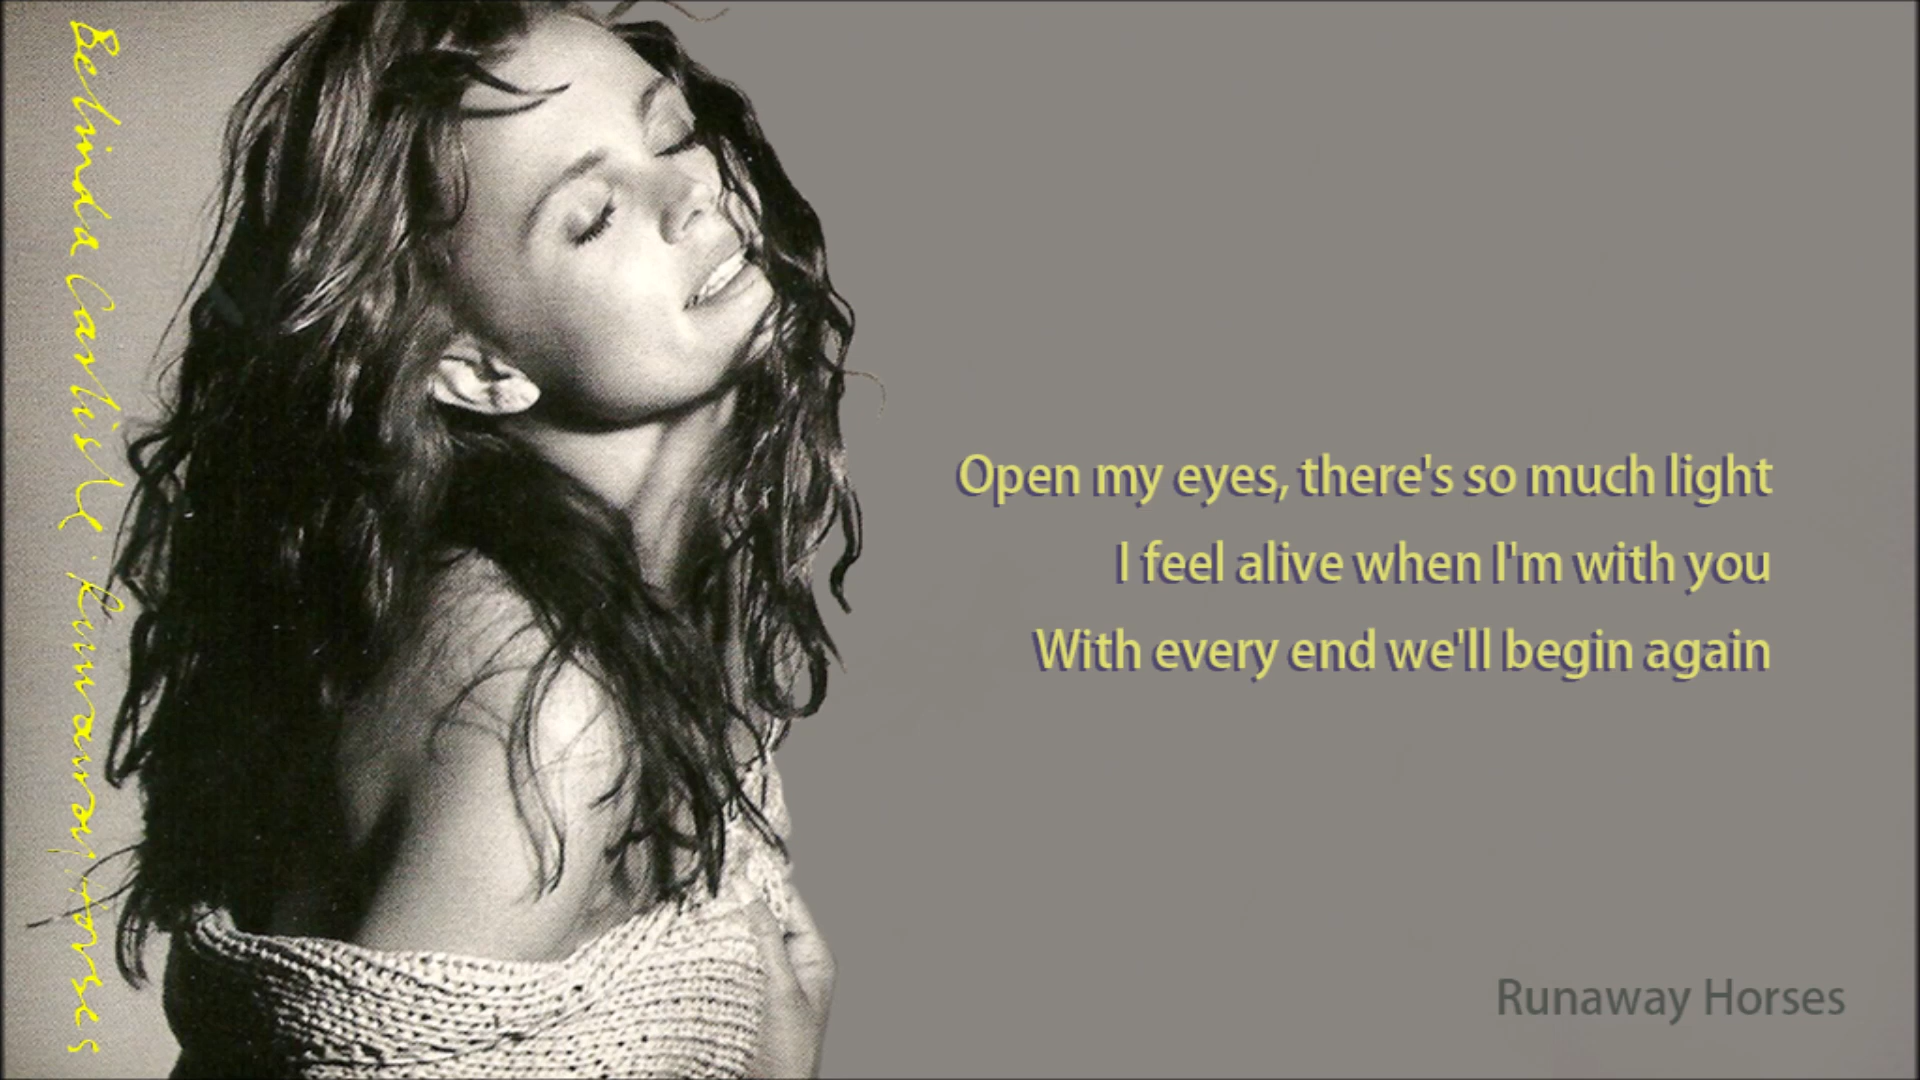 Belinda Carlisle · Runaway Horses
Open my eyes, there's so much light
I feel alive when I'm with you
With every end we'll begin again
Runaway Horses